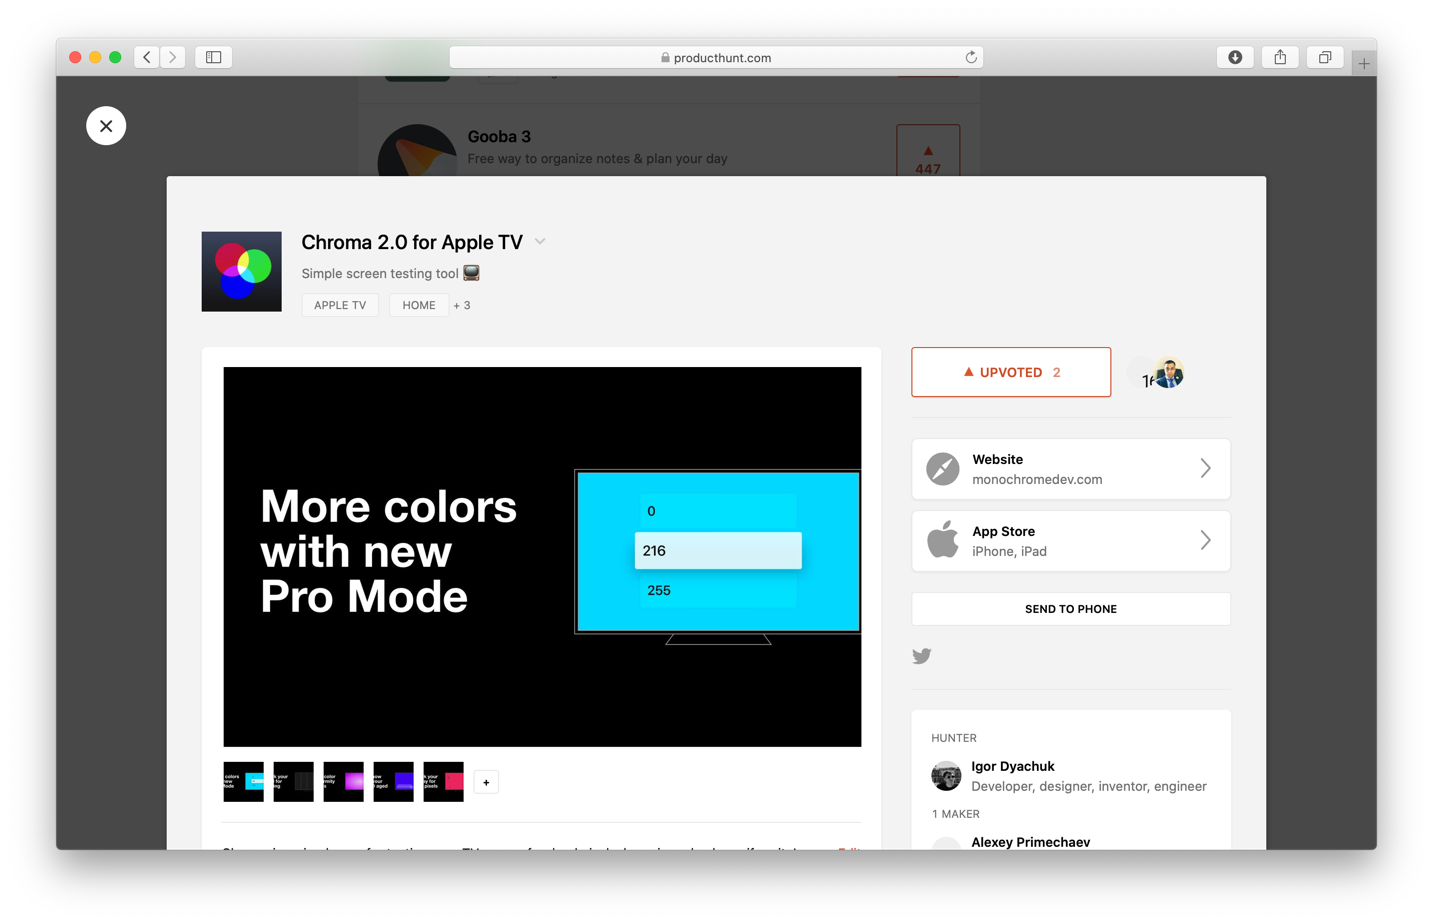 producthunt.com
Gooba 3
Free way to organize notes & plan your day
447
Chroma 2.0 for Apple TV
Simple screen testing tool
APPLE TV HOME + 3
UPVOTED 2
More colors
with new
Pro Mode
0
216
255
Website
monochromedev.com
App Store
iPhone, iPad
SEND TO PHONE
HUNTER
Igor Dyachuk
Developer, designer, inventor, engineer
1 MAKER
Alexey Primechaev